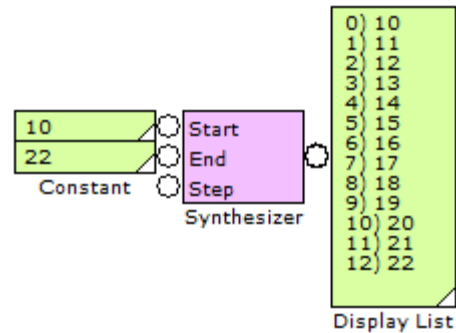 10
22
Constant
Start
End
Step
Synthesizer
0) 10
1) 11
2) 12
3) 13
4) 14
5) 15
6) 16
7) 17
8) 18
9) 19
10) 20
11) 21
12) 22
Display List